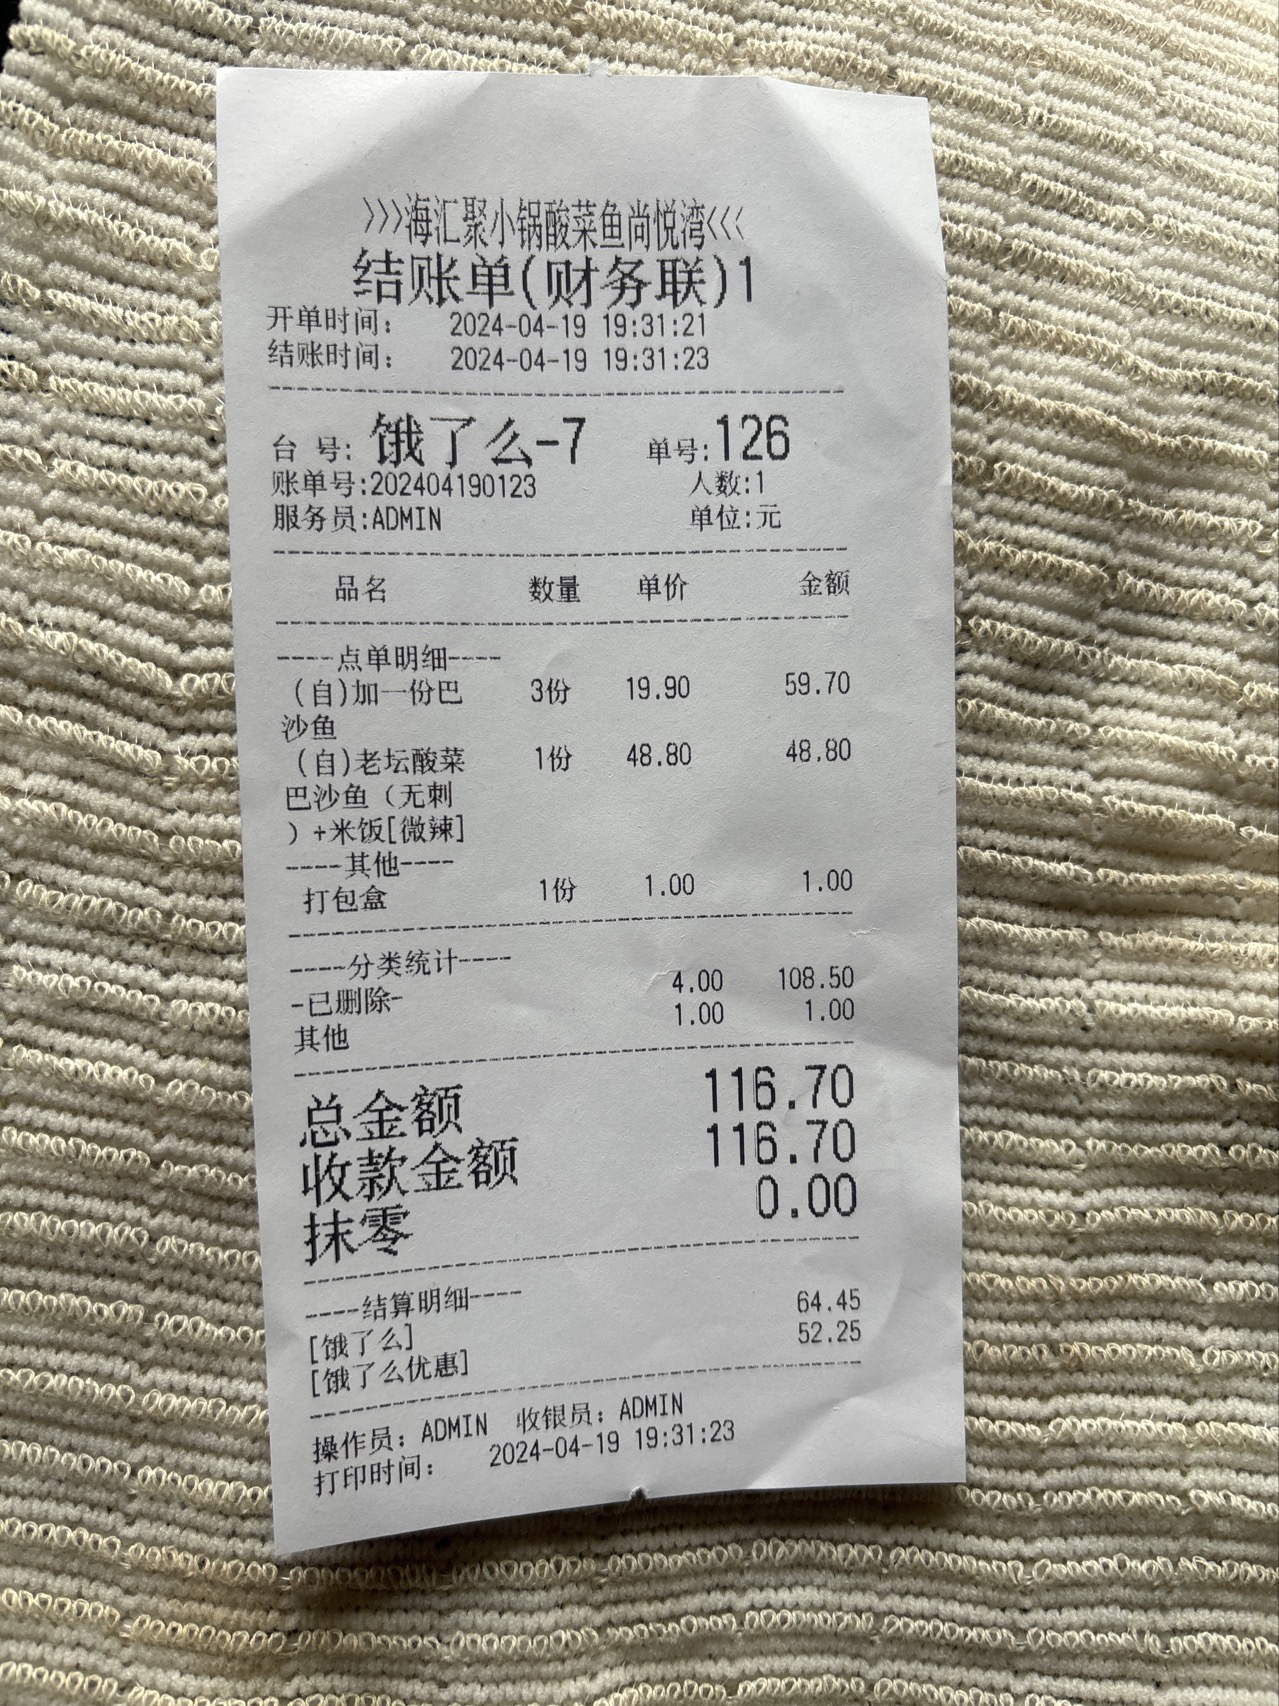 >>>海汇聚小锅酸菜鱼尚悦湾<<<
结账单(财务联)1
开单时间: 2024-04-19 19:31:21
结账时间: 2024-04-19 19:31:23
台 号: 饿了么-7 单号:126
账单号:202404190123 人数:1
服务员:ADMIN 单位:元
品名 数量 单价 金额
----点单明细----
(自)加一份巴 3份 19.90 59.70
沙鱼
(自)老坛酸菜 1份 48.80 48.80
巴沙鱼（无刺
）+米饭[微辣]
----其他----
打包盒 1份 1.00 1.00
----分类统计----
-已删除- 4.00 108.50
其他 1.00 1.00
总金额 116.70
收款金额 116.70
抹零 0.00
----结算明细----
[饿了么] 64.45
[饿了么优惠] 52.25
操作员: ADMIN 收银员: ADMIN
打印时间: 2024-04-19 19:31:23